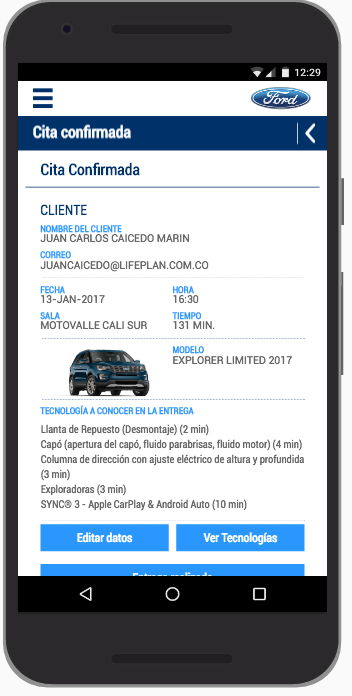 12:29
Ford
Cita confirmada
Cita Confirmada
CLIENTE
NOMBRE DEL CLIENTE
JUAN CARLOS CAICEDO MARIN
CORREO
JUANCAICEDO@LIFEPLAN.COM.CO
FECHA HORA
13-JAN-2017 16:30
SALA TIEMPO
MOTOVALLE CALI SUR 131 MIN.
MODELO
EXPLORER LIMITED 2017
TECNOLOGÍA A CONOCER EN LA ENTREGA
Llanta de Repuesto (Desmontaje) (2 min)
Capó (apertura del capó, fluido parabrisas, fluido motor) (4 min)
Columna de dirección con ajuste eléctrico de altura y profundida
(3 min)
Exploradoras (3 min)
SYNC® 3 - Apple CarPlay & Android Auto (10 min)
Editar datos Ver Tecnologías
Entrega realizada